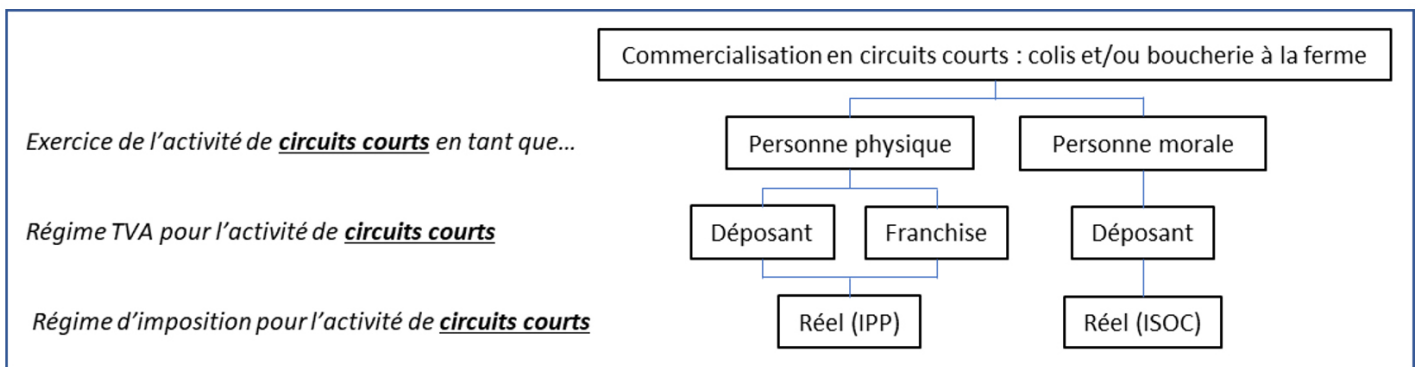 Commercialisation en circuits courts : colis et/ou boucherie à la ferme
Exercice de l’activité de circuits courts en tant que…
Personne physique
Personne morale
Régime TVA pour l’activité de circuits courts
Déposant
Franchise
Déposant
Régime d’imposition pour l’activité de circuits courts
Réel (IPP)
Réel (ISOC)